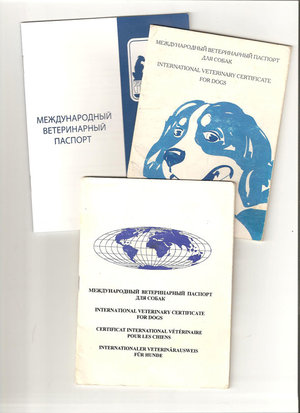 МЕЖДУНАРОДНЫЙ
ВЕТЕРИНАРНЫЙ
ПАСПОРТ
МЕЖДУНАРОДНЫЙ ВЕТЕРИНАРНЫЙ ПАСПОРТ
ДЛЯ СОБАК
INTERNATIONAL VETERINARY CERTIFICATE
FOR DOGS
МЕЖДУНАРОДНЫЙ ВЕТЕРИНАРНЫЙ ПАСПОРТ
ДЛЯ СОБАК
INTERNATIONAL VETERINARY CERTIFICATE
FOR DOGS
CERTIFICAT INTERNATIONAL VÉTÉRINAIRE
POUR LES CHIENS
INTERNATIONALER VETERINÄRAUSWEIS
FÜR HUNDE